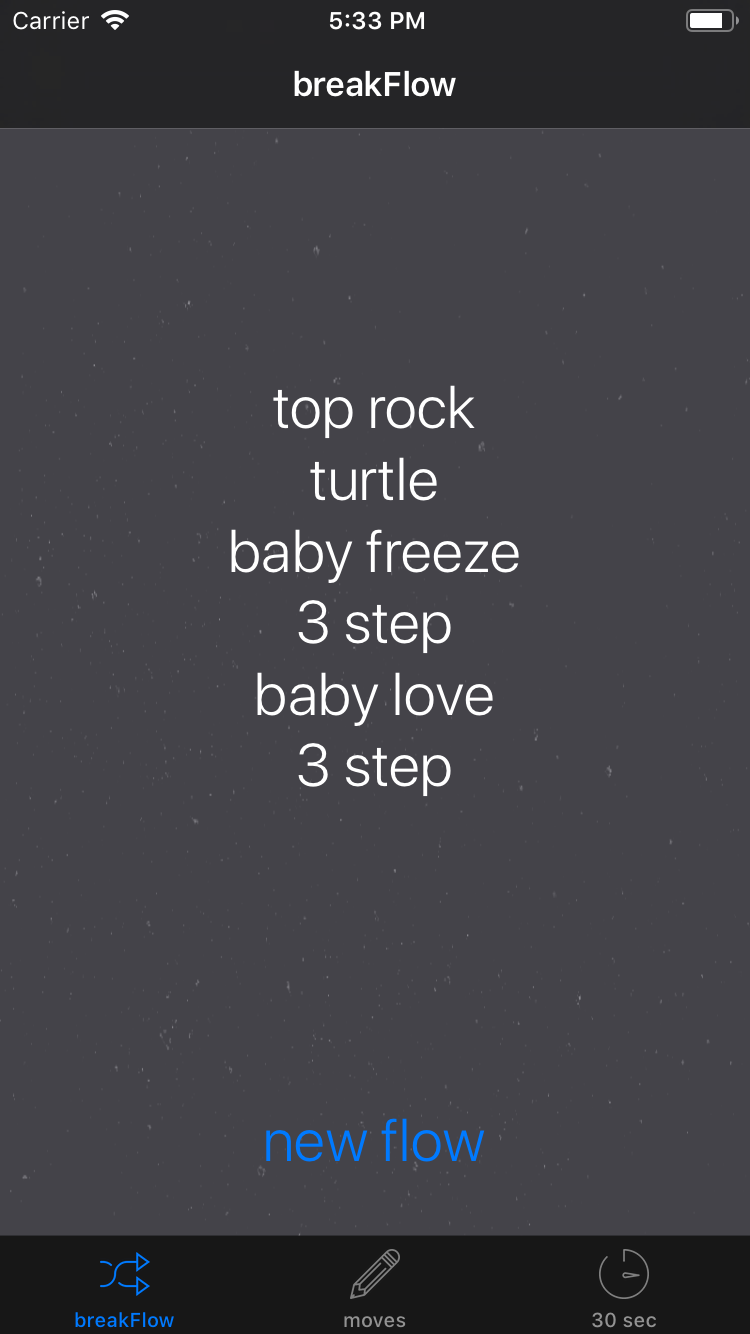 Carrier 5:33 PM
breakFlow
top rock
turtle
baby freeze
3 step
baby love
3 step
new flow
breakFlow moves 30 sec